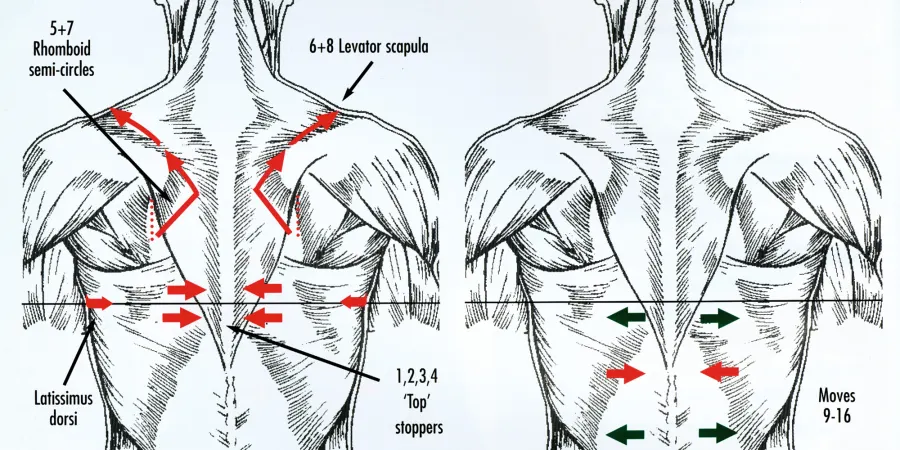 5+7
Rhomboid
semi-circles
6+8 Levator scapula
Latissimus
dorsi
1,2,3,4
‘Top’
stoppers
Moves
9-16